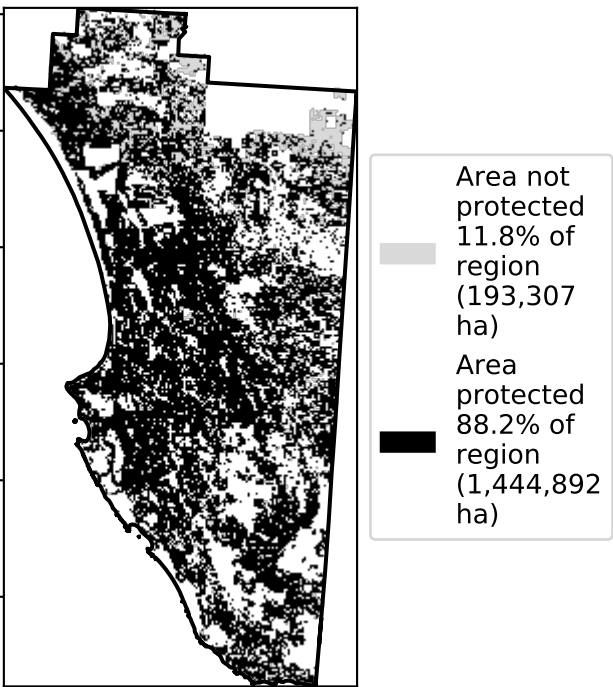 Area not
protected
11.8% of
region
(193,307
ha)
Area
protected
88.2% of
region
(1,444,892
ha)